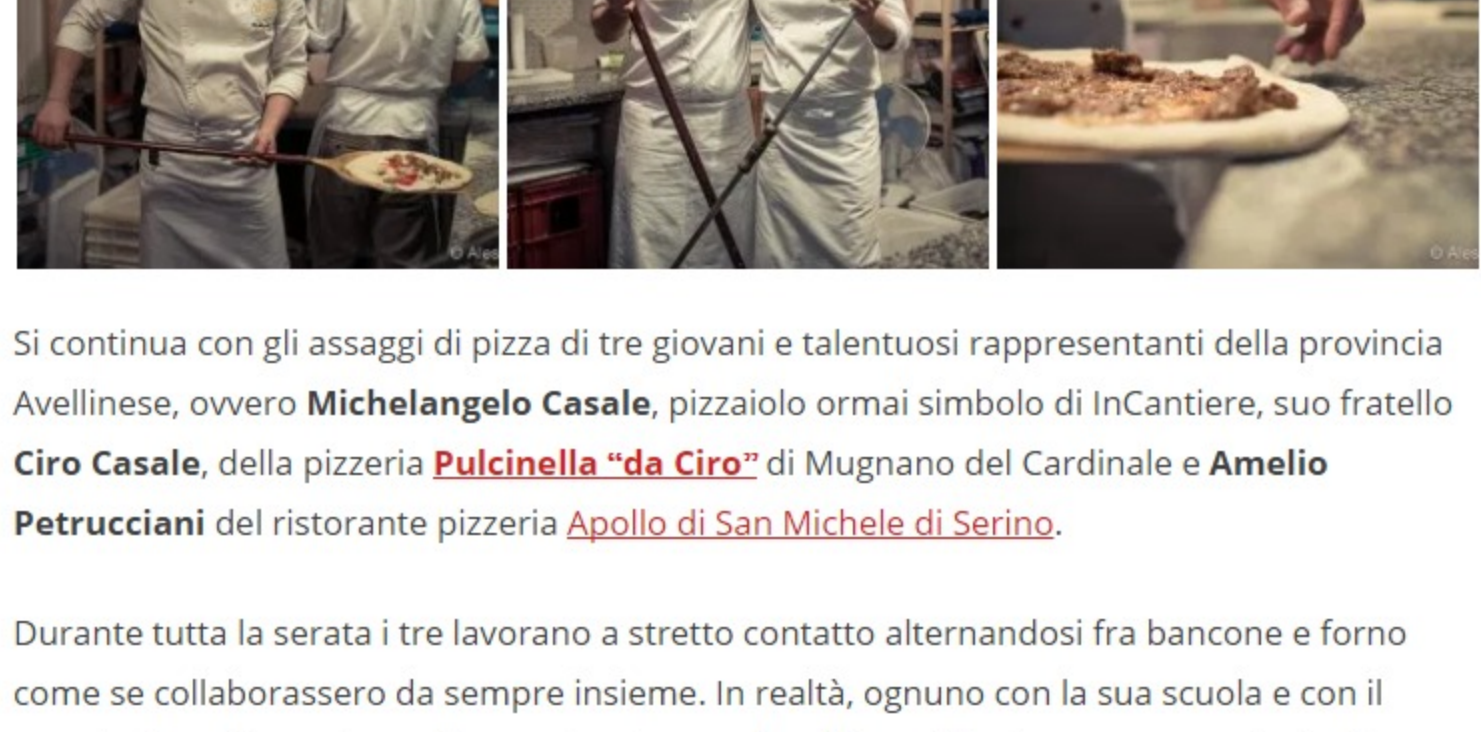 © Ales
© Ales
Si continua con gli assaggi di pizza di tre giovani e talentuosi rappresentanti della provincia
Avellinese, ovvero Michelangelo Casale, pizzaiolo ormai simbolo di InCantiere, suo fratello
Ciro Casale, della pizzeria Pulcinella “da Ciro” di Mugnano del Cardinale e Amelio
Petrucciani del ristorante pizzeria Apollo di San Michele di Serino.
Durante tutta la serata i tre lavorano a stretto contatto alternandosi fra bancone e forno
come se collaborassero da sempre insieme. In realtà, ognuno con la sua scuola e con il